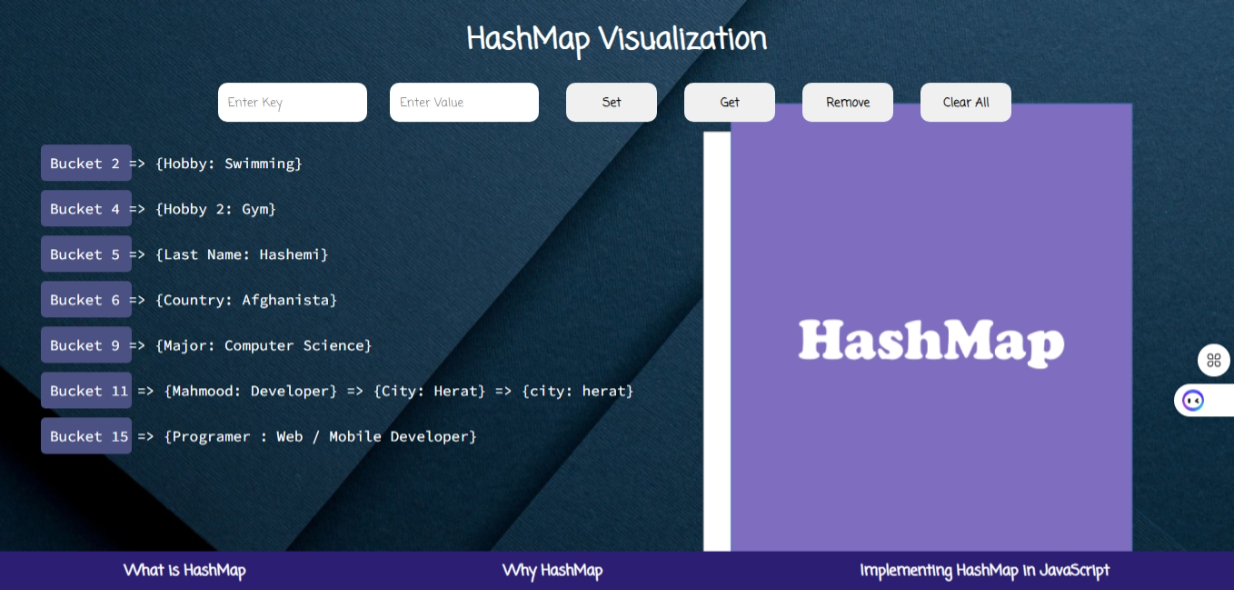 HashMap Visualization
Enter Key Enter Value Set Get Remove Clear All
Bucket 2 => {Hobby: Swimming}
Bucket 4 => {Hobby 2: Gym}
Bucket 5 => {Last Name: Hashemi}
Bucket 6 => {Country: Afghanista}
Bucket 9 => {Major: Computer Science}
Bucket 11 => {Mahmood: Developer} => {City: Herat} => {city: herat}
Bucket 15 => {Programer : Web / Mobile Developer}
HashMap
What is HashMap Why HashMap Implementing HashMap in JavaScript